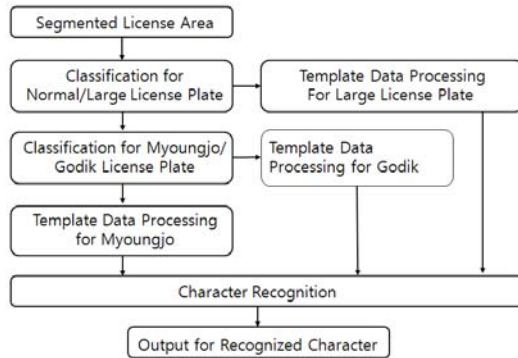 Segmented License Area
Classification for
Normal/Large License Plate
Template Data Processing
For Large License Plate
Classification for Myoungjo/
Godik License Plate
Template Data
Processing for Godik
Template Data Processing
for Myoungjo
Character Recognition
Output for Recognized Character